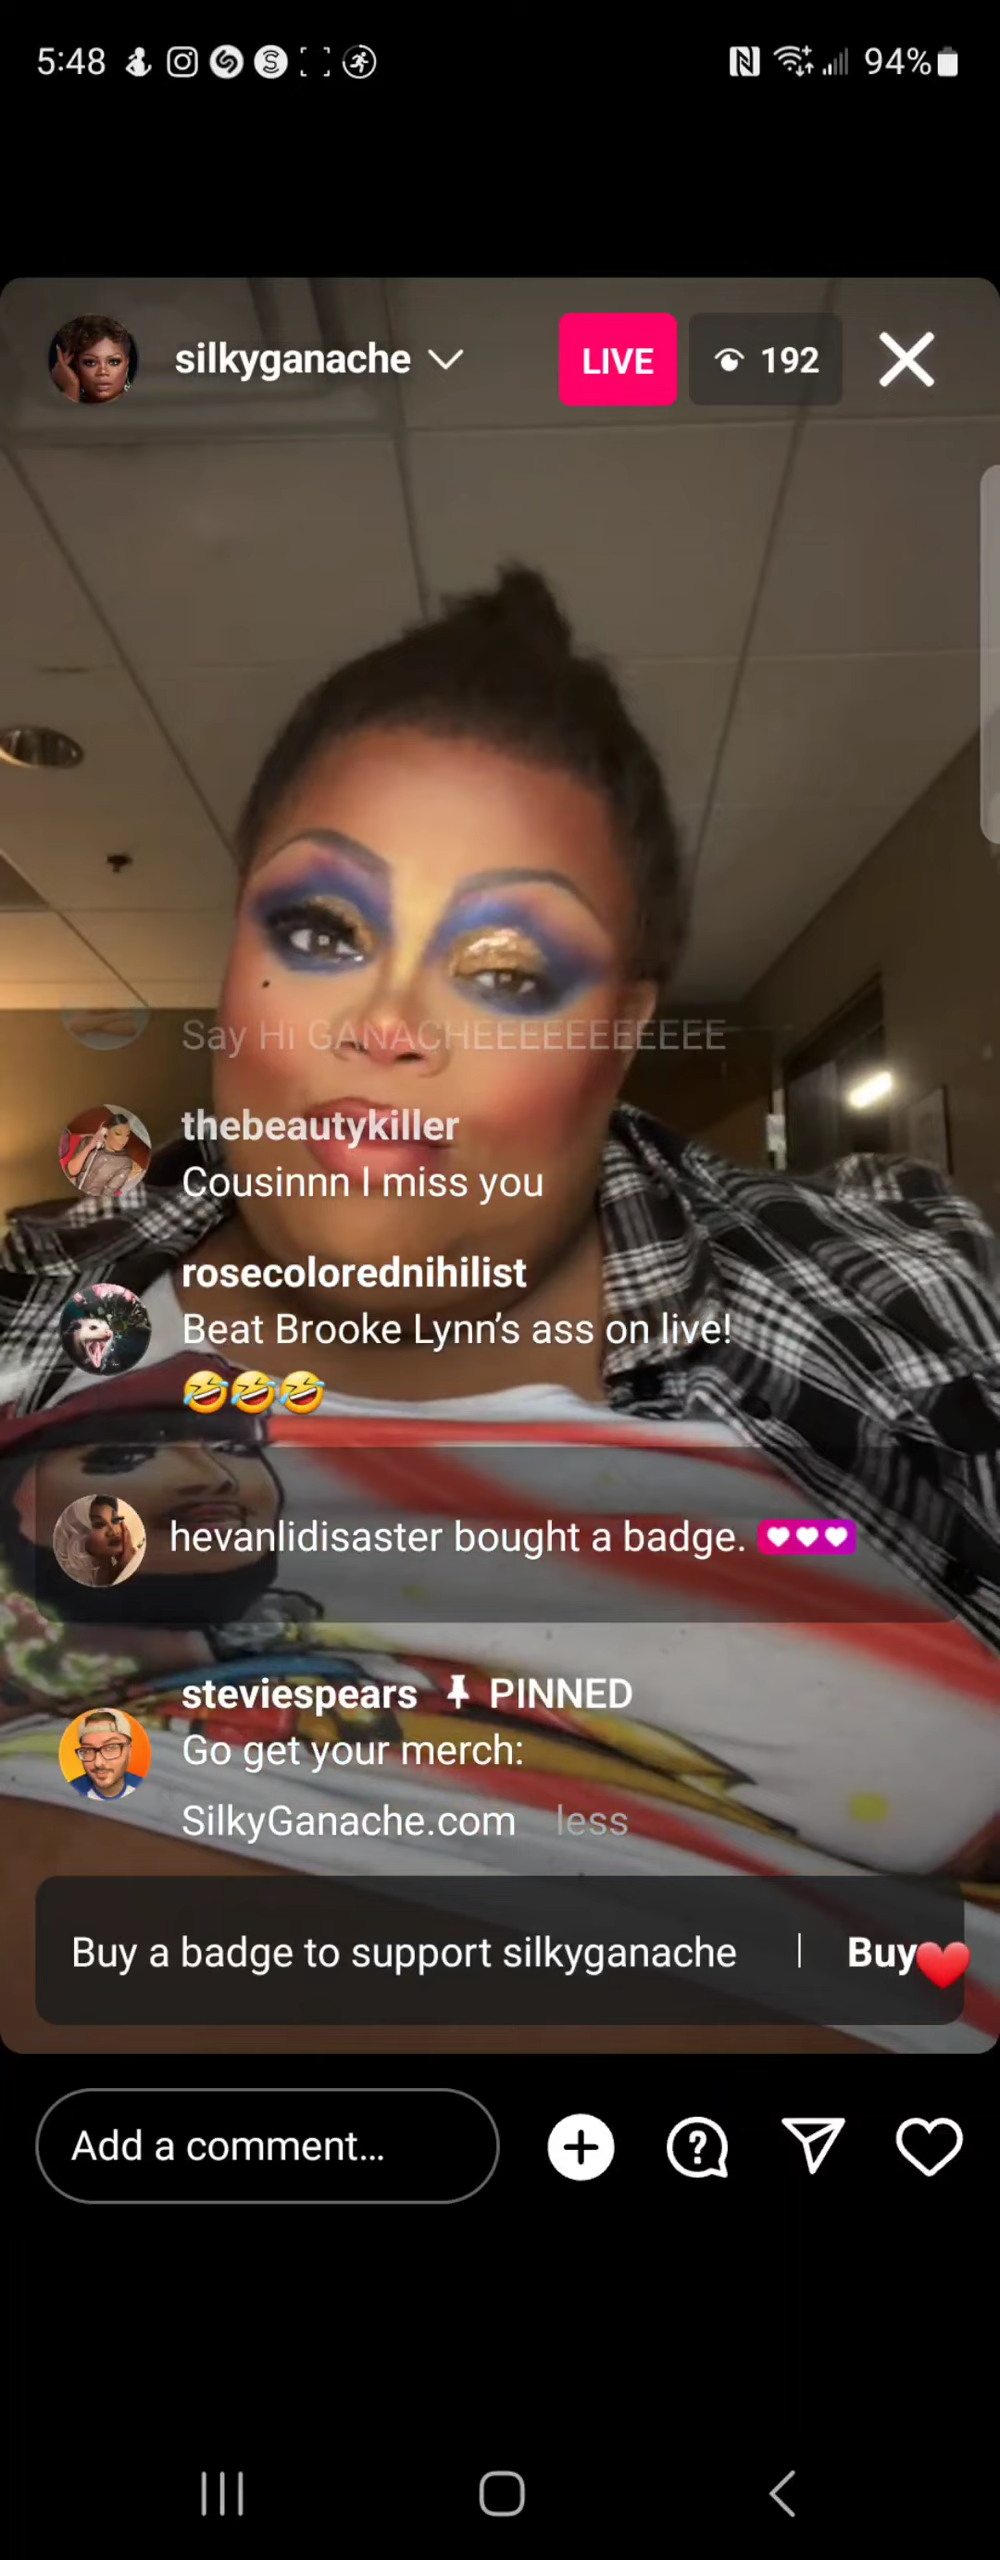 5:48
94%
silkyganache
LIVE
192
Say Hi GANACHEEEEEEEEEEE
thebeautykiller
Cousinnn I miss you
rosecolorednihilist
Beat Brooke Lynn's ass on live!
🤣🤣🤣
hevanlidisaster bought a badge.
steviespears PINNED
Go get your merch:
SilkyGanache.com less
Buy a badge to support silkyganache | Buy
Add a comment...